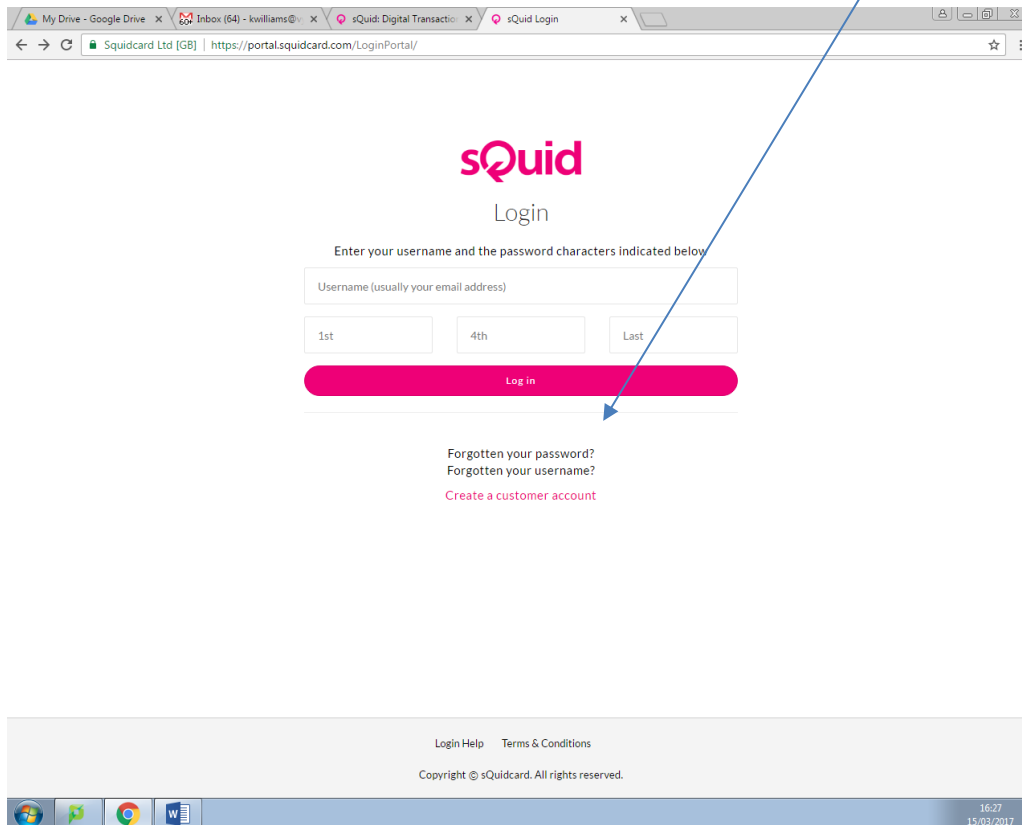 My Drive - Google Drive
Inbox (64) - kwilliams@v
sQuid: Digital Transaction
sQuid Login
Squidcard Ltd [GB] | https://portal.squidcard.com/LoginPortal/
sQuid
Login
Enter your username and the password characters indicated below
Username (usually your email address)
1st 4th Last
Log in
Forgotten your password?
Forgotten your username?
Create a customer account
Login Help Terms & Conditions
Copyright © sQuidcard. All rights reserved.
16:27
15/03/2017